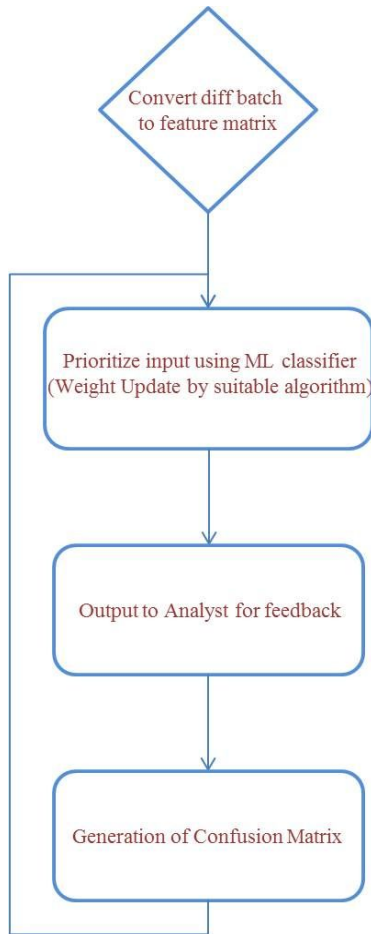 Convert diff batch
to feature matrix
Prioritize input using ML classifier
(Weight Update by suitable algorithm)
Output to Analyst for feedback
Generation of Confusion Matrix